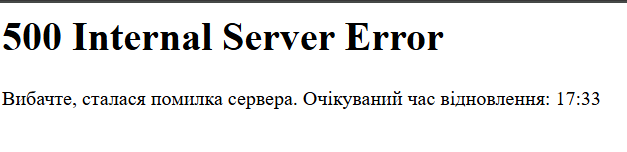 500 Internal Server Error
Вибачте, сталася помилка сервера. Очікуваний час відновлення: 17:33